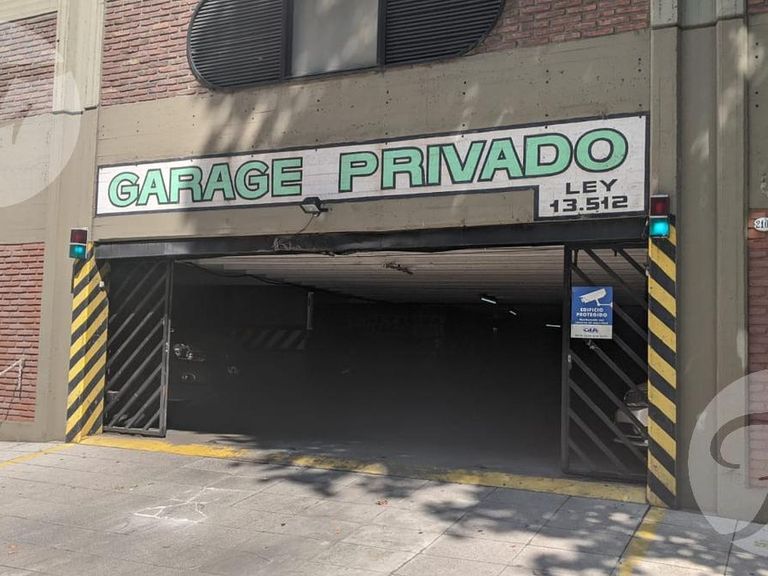 GARAGE PRIVADO
LEY
13.512
EDIFICIO
PROTEGIDO